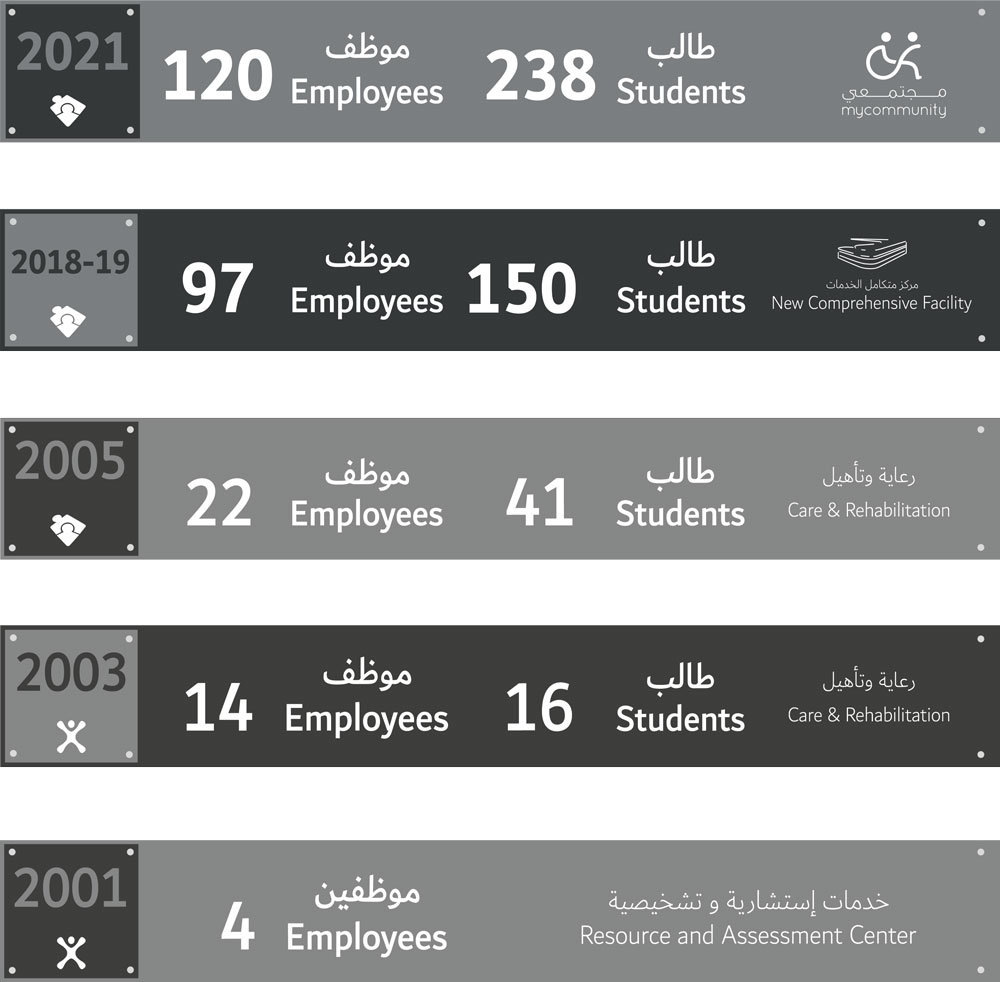 2021
120
موظف
Employees
238
طالب
Students
مجتمعي
mycommunity
2018-19
97
موظف
Employees
150
طالب
Students
مركز متكامل الخدمات
New Comprehensive Facility
2005
22
موظف
Employees
41
طالب
Students
رعاية وتأهيل
Care & Rehabilitation
2003
14
موظف
Employees
16
طالب
Students
رعاية وتأهيل
Care & Rehabilitation
2001
4
موظفين
Employees
خدمات إستشارية و تشخيصية
Resource and Assessment Center